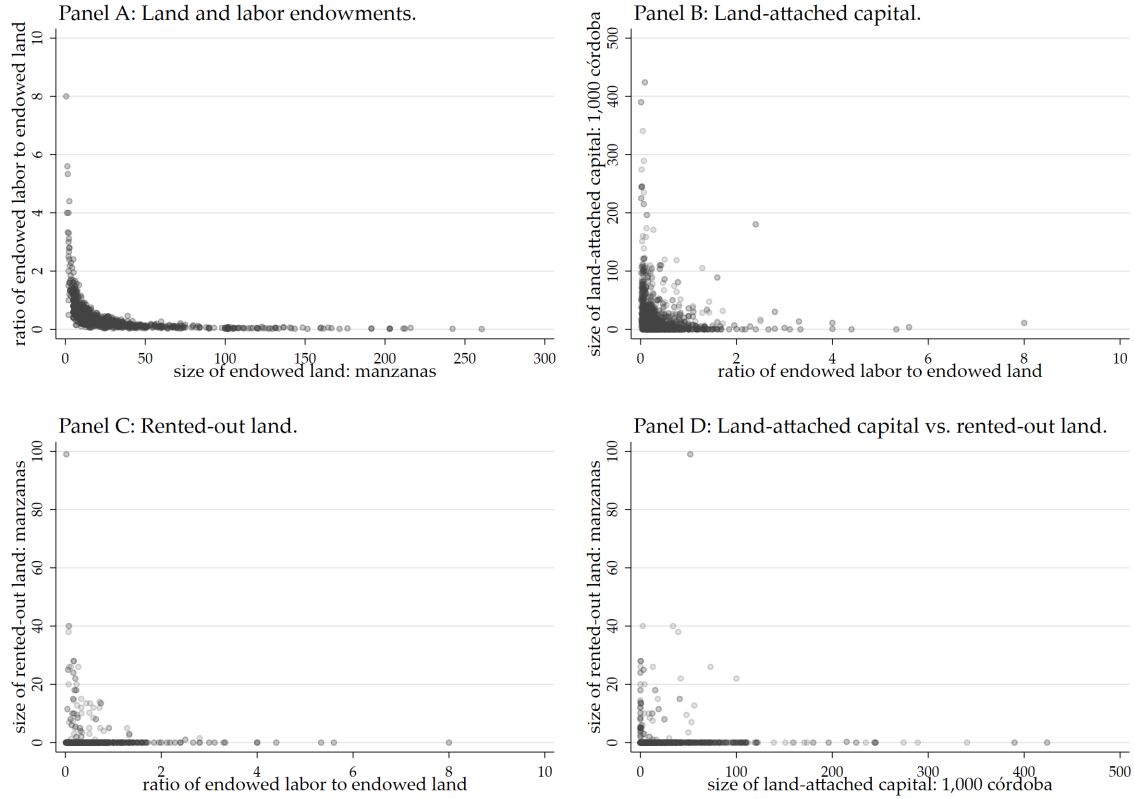 Panel A: Land and labor endowments.
ratio of endowed labor to endowed land
10
8
6
4
2
0
0 50 100 150 200 250 300
size of endowed land: manzanas
Panel B: Land-attached capital.
size of land-attached capital: 1,000 córdoba
500
400
300
200
100
0
0 2 4 6 8 10
ratio of endowed labor to endowed land
Panel C: Rented-out land.
size of rented-out land: manzanas
100
80
60
40
20
0
0 2 4 6 8 10
ratio of endowed labor to endowed land
Panel D: Land-attached capital vs. rented-out land.
size of rented-out land: manzanas
100
80
60
40
20
0
0 100 200 300 400 500
size of land-attached capital: 1,000 córdoba